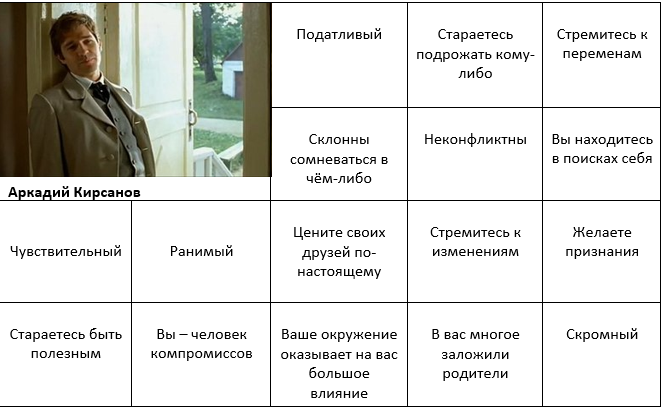 Податливый
Стараетесь
подрожать кому-
либо
Стремитесь к
переменам
Склонны
сомневаться в
чём-либо
Неконфликтны
Вы находитесь
в поисках себя
Аркадий Кирсанов
Чувствительный
Ранимый
Цените своих
друзей по-
настоящему
Стремитесь к
изменениям
Желаете
признания
Стараетесь быть
полезным
Вы – человек
компромиссов
Ваше окружение
оказывает на вас
большое
влияние
В вас многое
заложили
родители
Скромный